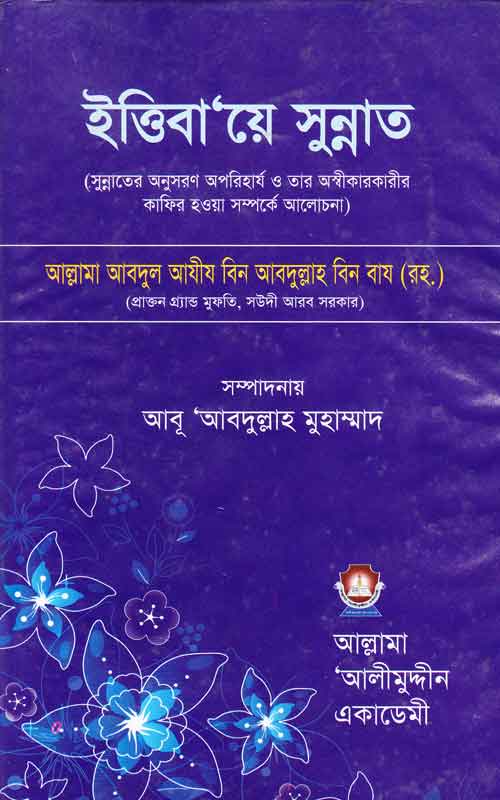 ইত্তিবা‘য়ে সুন্নাত
(সুন্নাতের অনুসরণ অপরিহার্য ও তার অস্বীকারকারীর
কাফির হওয়া সম্পর্কে আলোচনা)
আল্লামা আবদুল আযীয বিন আবদুল্লাহ বিন বায (রহ.)
(প্রাক্তন গ্র্যান্ড মুফতি, সউদী আরব সরকার)
সম্পাদনায়
আবূ ‘আবদুল্লাহ মুহাম্মাদ
আল্লামা
‘আলীমুদ্দীন
একাডেমী